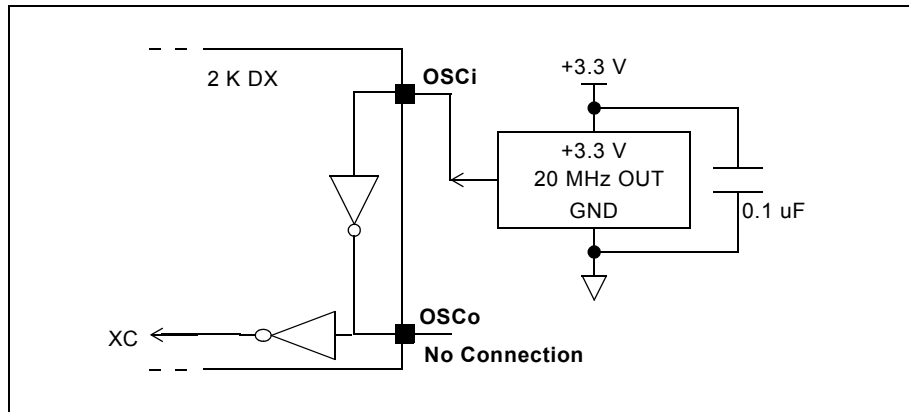 2 K DX
OSCi
+3.3 V
+3.3 V
20 MHz OUT
GND
0.1 uF
OSCo
XC
No Connection